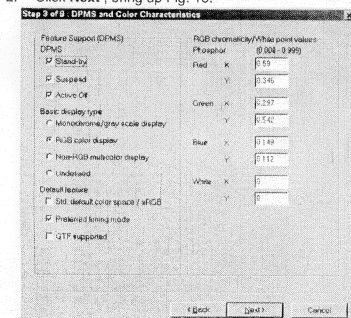 2. Click Next , bring up Fig. 10.
Step 3 of 9 : DPMS and Color Characteristics
Feature Support (DPMS)
DPMS
Stand-by
Suspend
Active Off
Basic display type
Monochrome/gray scale display
RGB color display
Non-RGB multicolor display
Undefined
Default feature
Std. default color space / sRGB
Preferred timing mode
GTF supported
RGB chromaticity/White point values
Phosphor (0.004 - 0.999)
Red X 0.59
Y 0.345
Green X 0.297
Y 0.542
Blue X 0.149
Y 0.112
White X 0
Y 0
< Back Next > Cancel